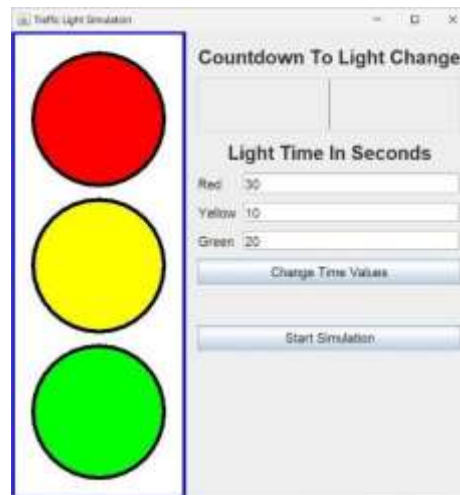 Traffic Light Simulation
Countdown To Light Change
Light Time In Seconds
Red 30
Yellow 10
Green 20
Change Time Values
Start Simulation